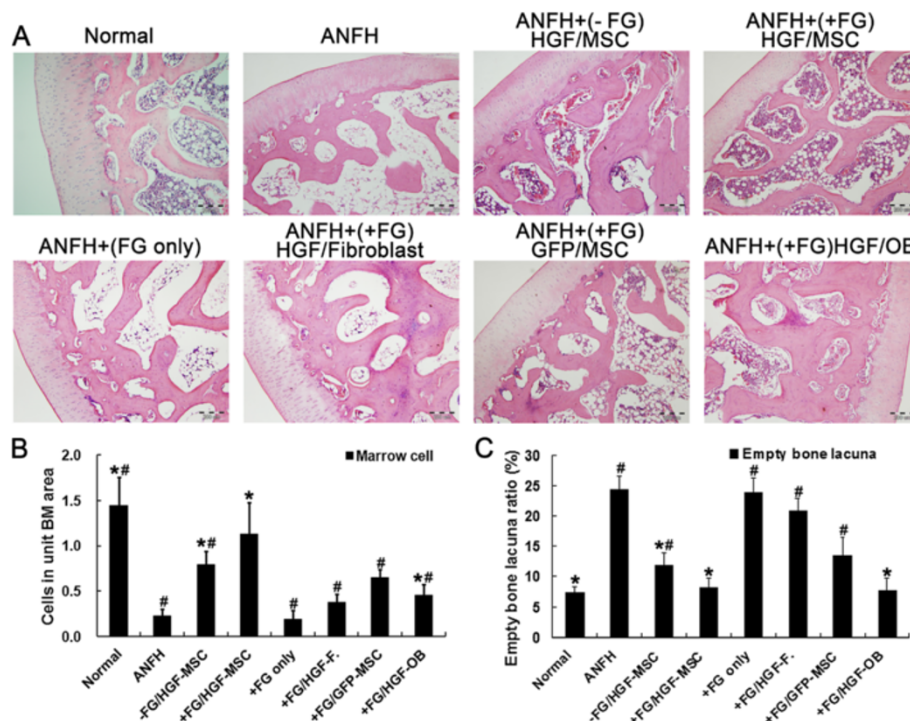 A
Normal
ANFH
ANFH+(- FG)
HGF/MSC
ANFH+(+FG)
HGF/MSC
ANFH+(FG only)
ANFH+(+FG)
HGF/Fibroblast
ANFH+(+FG)
GFP/MSC
ANFH+(+FG)HGF/OB
B
Marrow cell
Cells in unit BM area
2.0
1.5
1.0
0.5
0.0
*#
#
*#
*
#
#
#
*#
Normal
ANFH
-FG/HGF-MSC
+FG/HGF-MSC
+FG only
+FG/HGF-F.
+FG/GFP-MSC
+FG/HGF-OB
C
Empty bone lacuna
Empty bone lacuna ratio (%)
30
25
20
15
10
5
0
*
#
*#
*
#
#
#
*
Normal
ANFH
-FG/HGF-MSC
+FG/HGF-MSC
+FG only
+FG/HGF-F.
+FG/GFP-MSC
+FG/HGF-OB